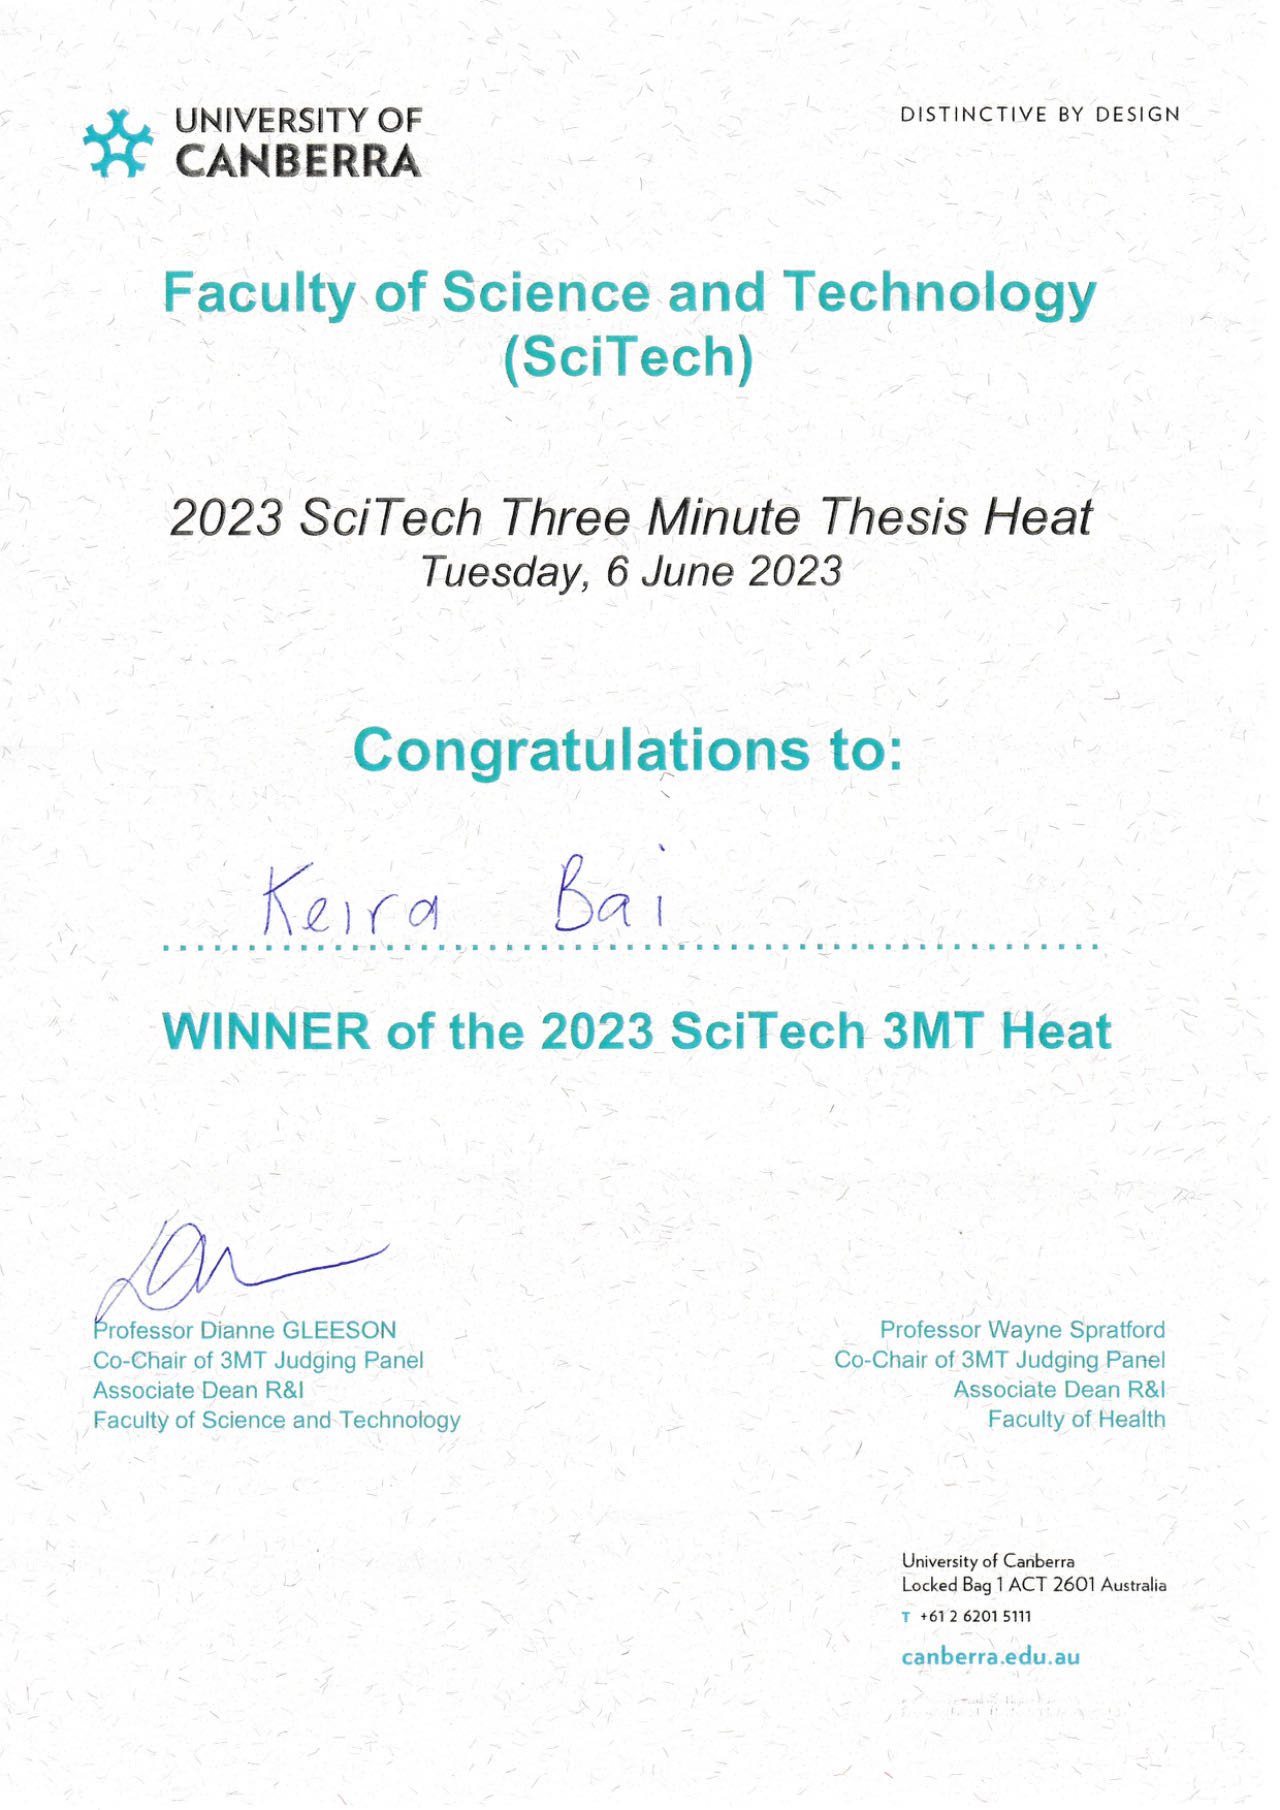 UNIVERSITY OF
CANBERRA
DISTINCTIVE BY DESIGN
Faculty of Science and Technology
(SciTech)
2023 SciTech Three Minute Thesis Heat
Tuesday, 6 June 2023
Congratulations to:
Keira Bai
WINNER of the 2023 SciTech 3MT Heat
Professor Dianne GLEESON
Co-Chair of 3MT Judging Panel
Associate Dean R&I
Faculty of Science and Technology
Professor Wayne Spratford
Co-Chair of 3MT Judging Panel
Associate Dean R&I
Faculty of Health
University of Canberra
Locked Bag 1 ACT 2601 Australia
T +61 2 6201 5111
canberra.edu.au